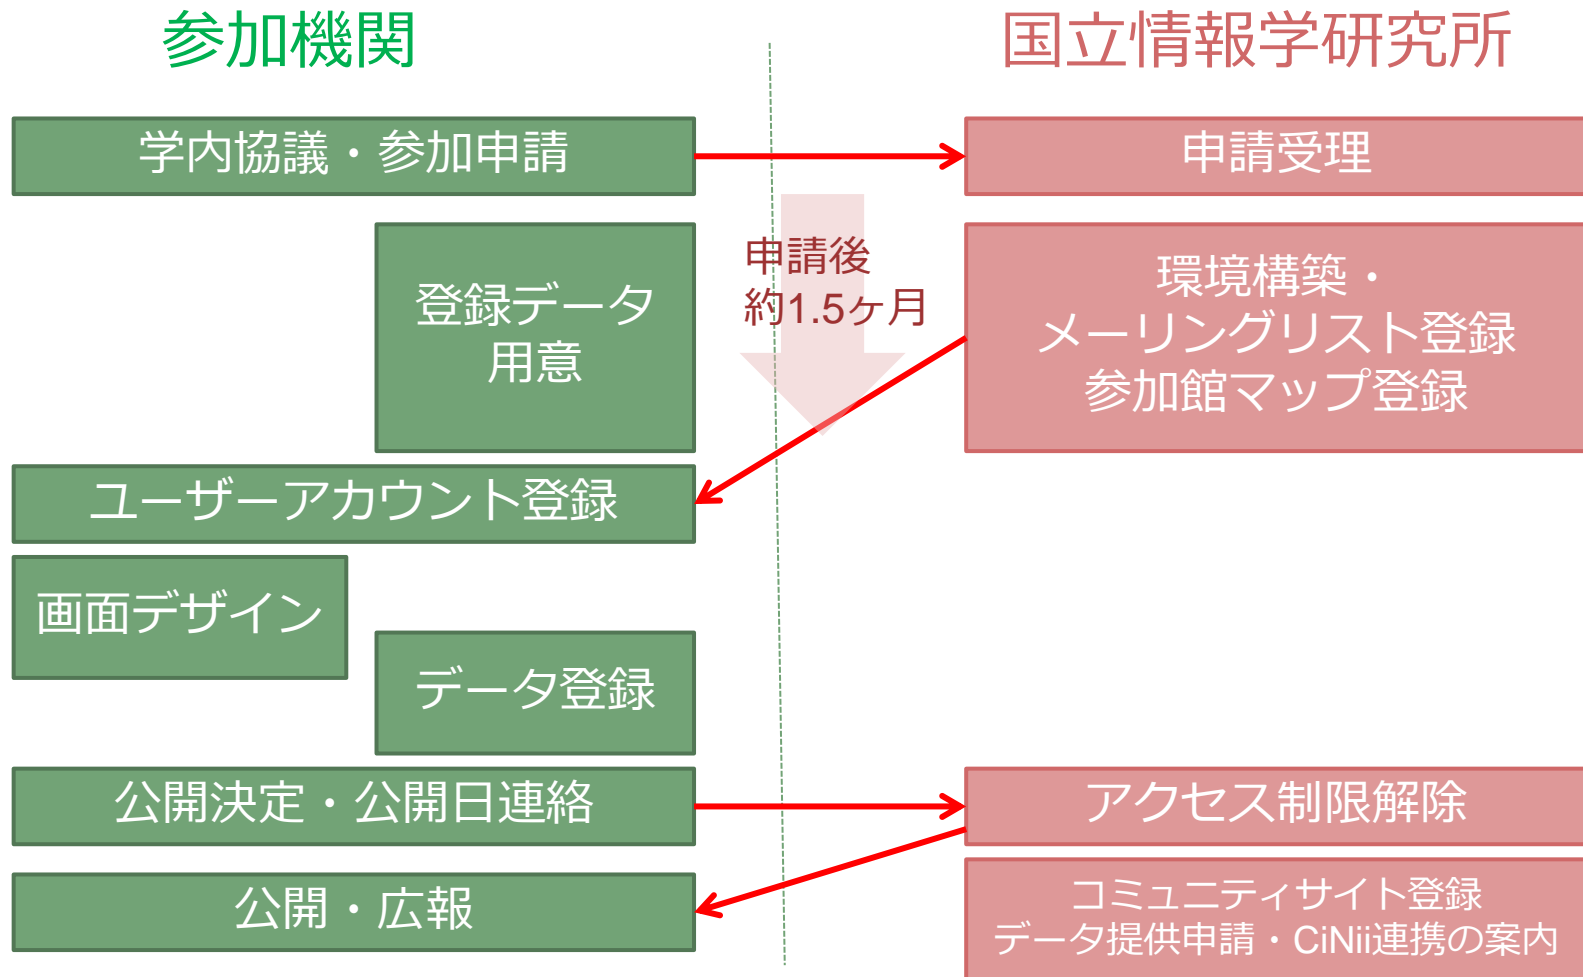 参加機関
国立情報学研究所
学内協議・参加申請
申請受理
申請後
約1.5ヶ月
登録データ
用意
環境構築・
メーリングリスト登録
参加館マップ登録
ユーザーアカウント登録
画面デザイン
データ登録
公開決定・公開日連絡
アクセス制限解除
公開・広報
コミュニティサイト登録
データ提供申請・CiNii連携の案内